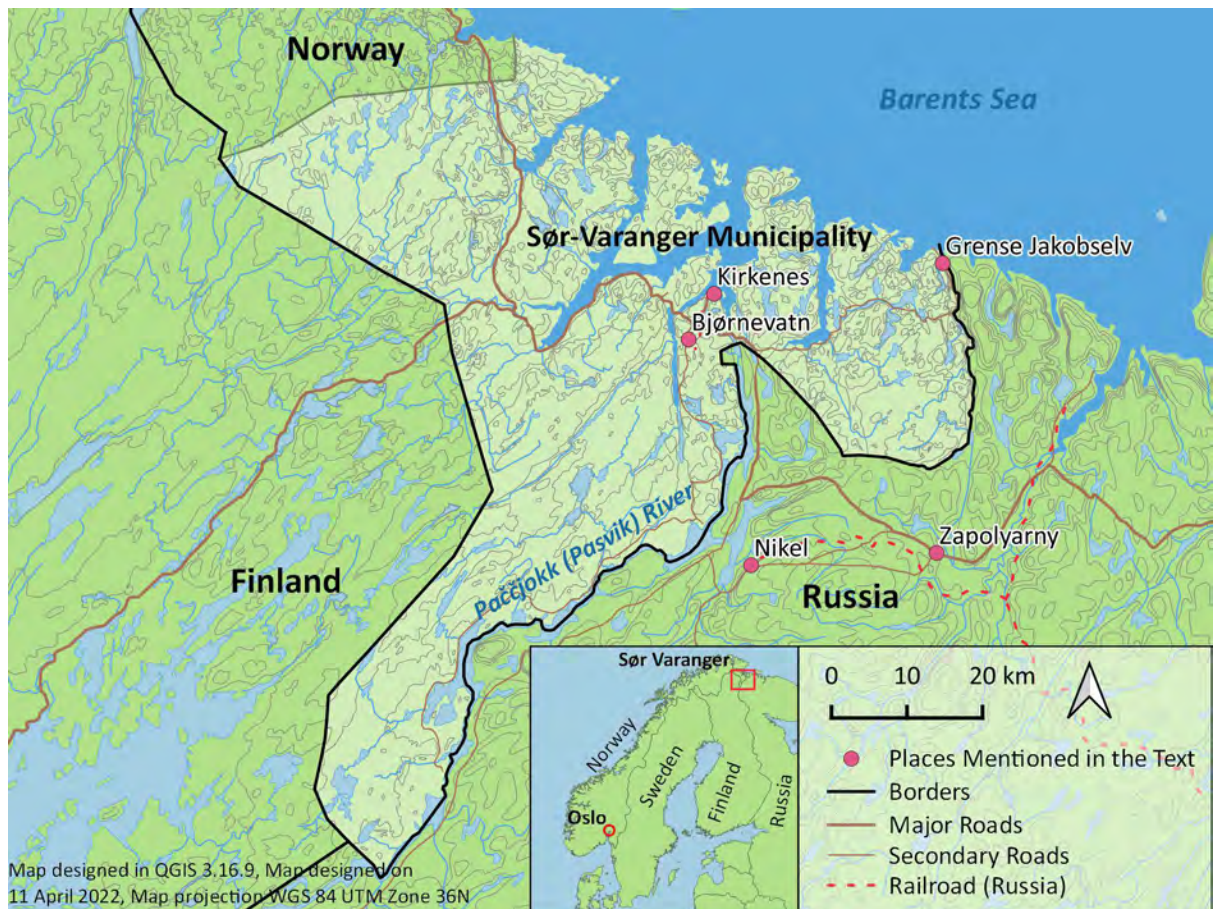 Norway
Barents Sea
Sør-Varanger Municipality
Grense Jakobselv
Kirkenes
Bjørnevatn
Paččjokk (Pasvik) River
Nikel
Zapolyarny
Finland
Russia
Sør Varanger
Norway
Sweden
Finland
Russia
Oslo
0 10 20 km
Places Mentioned in the Text
Borders
Major Roads
Secondary Roads
Railroad (Russia)
Map designed in QGIS 3.16.9, Map designed on
11 April 2022, Map projection WGS 84 UTM Zone 36N